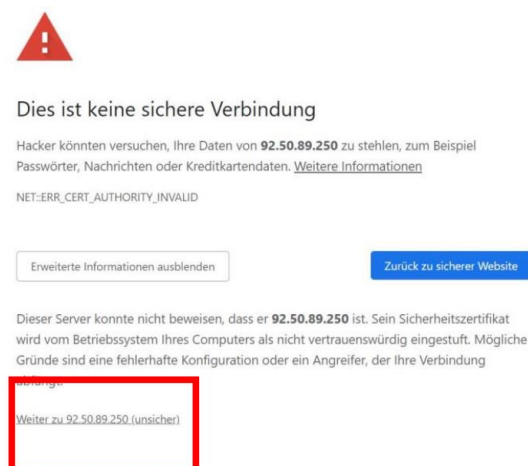 Dies ist keine sichere Verbindung
Hacker könnten versuchen, Ihre Daten von 92.50.89.250 zu stehlen, zum Beispiel
Passwörter, Nachrichten oder Kreditkartendaten. Weitere Informationen
NET::ERR_CERT_AUTHORITY_INVALID
Erweiterte Informationen ausblenden
Zurück zu sicherer Website
Dieser Server konnte nicht beweisen, dass er 92.50.89.250 ist. Sein Sicherheitszertifikat
wird vom Betriebssystem Ihres Computers als nicht vertrauenswürdig eingestuft. Mögliche
Gründe sind eine fehlerhafte Konfiguration oder ein Angreifer, der Ihre Verbindung
abfängt.
Weiter zu 92.50.89.250 (unsicher)